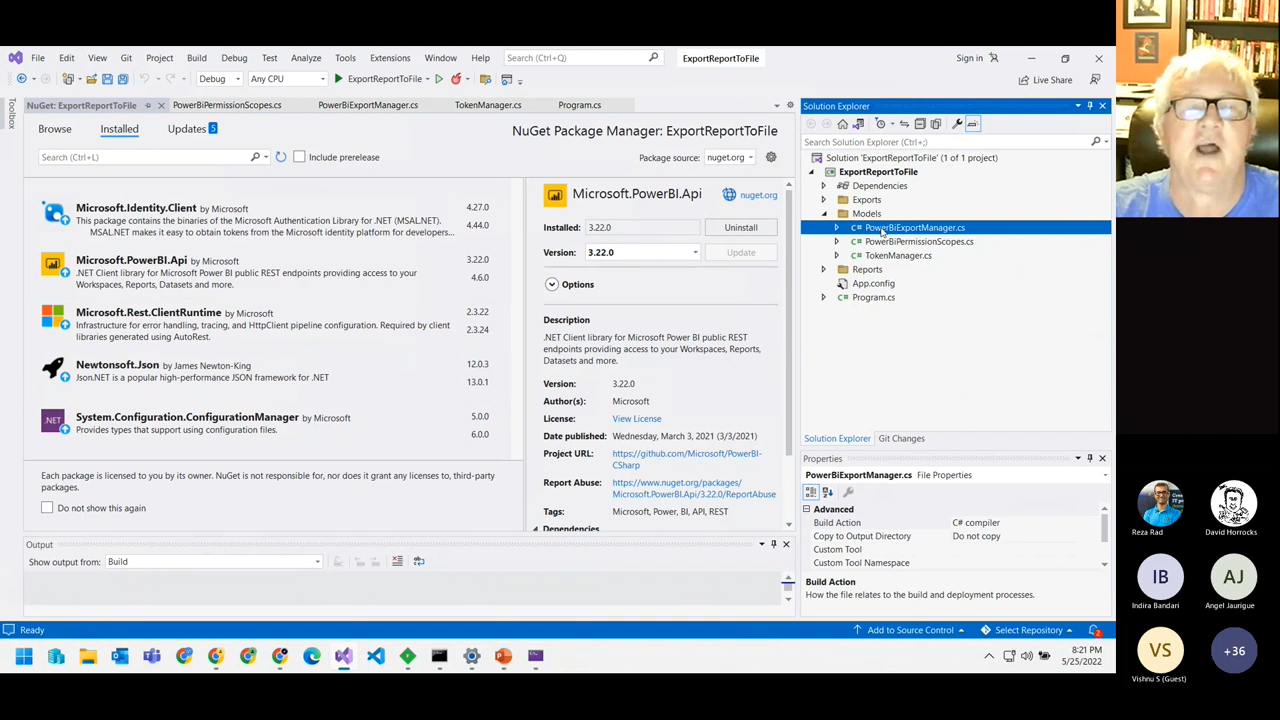 File Edit View Git Project Build Debug Test Analyze Tools Extensions Window Help Search (Ctrl+Q) ExportReportToFile Sign in
Debug Any CPU ExportReportToFile Live Share
Toolbox
NuGet: ExportReportToFile PowerBiPermissionScopes.cs PowerBiExportManager.cs TokenManager.cs Program.cs
Browse Installed Updates 5
NuGet Package Manager: ExportReportToFile
Search (Ctrl+L) Include prerelease Package source: nuget.org
Microsoft.Identity.Client by Microsoft 4.27.0
This package contains the binaries of the Microsoft Authentication Library for .NET (MSAL.NET).
MSAL.NET makes it easy to obtain tokens from the Microsoft identity platform for developers... 4.44.0
Microsoft.PowerBI.Api by Microsoft 3.22.0
.NET Client library for Microsoft Power BI public REST endpoints providing access to your 4.6.0
Workspaces, Reports, Datasets and more.
Microsoft.Rest.ClientRuntime by Microsoft 2.3.22
Infrastructure for error handling, tracing, and HttpClient pipeline configuration. Required by client 2.3.24
libraries generated using AutoRest.
Newtonsoft.Json by James Newton-King 12.0.3
Json.NET is a popular high-performance JSON framework for .NET 13.0.1
.NET
System.Configuration.ConfigurationManager by Microsoft 5.0.0
Provides types that support using configuration files. 6.0.0
Each package is licensed to you by its owner. NuGet is not responsible for, nor does it grant any licenses to, third-party
packages.
Do not show this again
Microsoft.PowerBI.Api nuget.org
Installed: 3.22.0 Uninstall
Version: 3.22.0 Update
Options
Description
.NET Client library for Microsoft Power BI public REST
endpoints providing access to your Workspaces, Reports,
Datasets and more.
Version: 3.22.0
Author(s): Microsoft
License: View License
Date published: Wednesday, March 3, 2021 (3/3/2021)
Project URL: https://github.com/Microsoft/PowerBI-
CSharp
Report Abuse: https://www.nuget.org/packages/
Microsoft.PowerBI.Api/3.22.0/ReportAbuse
Tags: Microsoft, Power, BI, API, REST
Dependencies
Output
Show output from: Build
Solution Explorer
Search Solution Explorer (Ctrl+;)
Solution 'ExportReportToFile' (1 of 1 project)
ExportReportToFile
Dependencies
Exports
Models
C# PowerBiExportManager.cs
C# PowerBiPermissionScopes.cs
C# TokenManager.cs
Reports
App.config
C# Program.cs
Solution Explorer Git Changes
Properties
PowerBiExportManager.cs File Properties
Advanced
Build Action C# compiler
Copy to Output Directory Do not copy
Custom Tool
Custom Tool Namespace
Build Action
How the file relates to the build and deployment processes.
Ready Add to Source Control Select Repository 2
8:21 PM
5/25/2022
Reza Rad David Horrocks
IB AJ
Indira Bandari Angel Jaurigue
VS +36
Vishnu S (Guest)